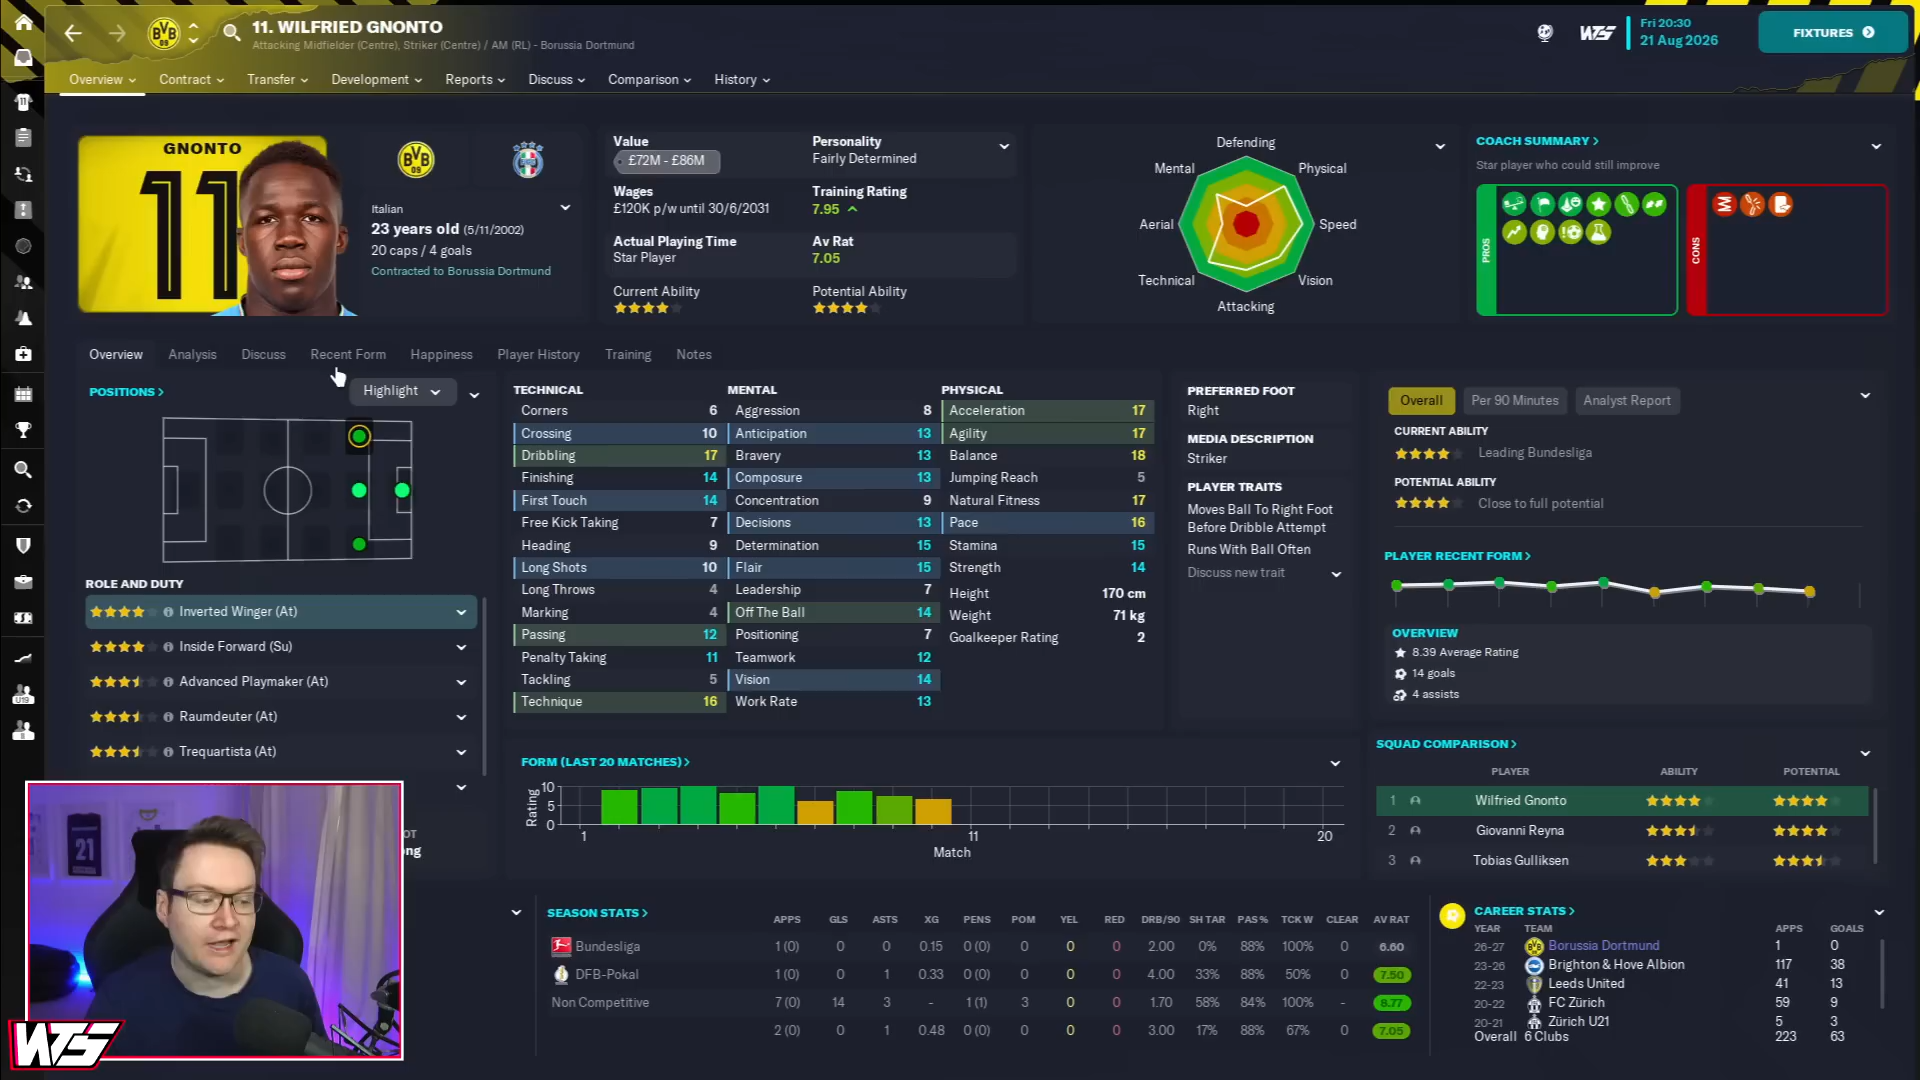 11. WILFRIED GNONTO
Attacking Midfielder (Centre), Striker (Centre) / AM (RL) - Borussia Dortmund
WTS
Fri 20:30
21 Aug 2026
FIXTURES
Overview
Contract
Transfer
Development
Reports
Discuss
Comparison
History
GNONTO
11
Italian
23 years old (5/11/2002)
20 caps / 4 goals
Contracted to Borussia Dortmund
Value
£72M - £86M
Personality
Fairly Determined
Wages
£120K p/w until 30/6/2031
Training Rating
7.95
Actual Playing Time
Star Player
Av Rat
7.05
Current Ability
Potential Ability
Defending
Physical
Speed
Vision
Attacking
Technical
Aerial
Mental
COACH SUMMARY >
Star player who could still improve
PROS
CONS
Overview
Analysis
Discuss
Recent Form
Happiness
Player History
Training
Notes
POSITIONS >
Highlight
ROLE AND DUTY
Inverted Winger (At)
Inside Forward (Su)
Advanced Playmaker (At)
Raumdeuter (At)
Trequartista (At)
TECHNICAL
Corners 6
Crossing 10
Dribbling 17
Finishing 14
First Touch 14
Free Kick Taking 7
Heading 9
Long Shots 10
Long Throws 4
Marking 4
Passing 12
Penalty Taking 11
Tackling 5
Technique 16
MENTAL
Aggression 8
Anticipation 13
Bravery 13
Composure 13
Concentration 9
Decisions 13
Determination 15
Flair 15
Leadership 7
Off The Ball 14
Positioning 7
Teamwork 12
Vision 14
Work Rate 13
PHYSICAL
Acceleration 17
Agility 17
Balance 18
Jumping Reach 5
Natural Fitness 17
Pace 16
Stamina 15
Strength 14
Height 170 cm
Weight 71 kg
Goalkeeper Rating 2
PREFERRED FOOT
Right
MEDIA DESCRIPTION
Striker
PLAYER TRAITS
Moves Ball To Right Foot
Before Dribble Attempt
Runs With Ball Often
Discuss new trait
Overall
Per 90 Minutes
Analyst Report
CURRENT ABILITY
Leading Bundesliga
POTENTIAL ABILITY
Close to full potential
PLAYER RECENT FORM >
OVERVIEW
8.39 Average Rating
14 goals
4 assists
FORM (LAST 20 MATCHES) >
Rating
10
5
0
1 11 20
Match
SQUAD COMPARISON >
PLAYER ABILITY POTENTIAL
1 Wilfried Gnonto
2 Giovanni Reyna
3 Tobias Gulliksen
SEASON STATS > APPS GLS ASTS XG PENS POM YEL RED DRB/90 SH TAR PAS % TCK W CLEAR AV RAT
Bundesliga 1 (0) 0 0 0.15 0 (0) 0 0 0 2.00 0% 88% 100% 0 6.60
DFB-Pokal 1 (0) 0 1 0.33 0 (0) 0 0 0 4.00 33% 88% 50% 0 7.50
Non Competitive 7 (0) 14 3 - 1 (1) 3 0 0 1.70 58% 84% 100% - 8.77
2 (0) 0 1 0.48 0 (0) 0 0 0 3.00 17% 88% 67% 0 7.05
CAREER STATS >
YEAR TEAM APPS GOALS
26-27 Borussia Dortmund 1 0
23-26 Brighton & Hove Albion 117 38
22-23 Leeds United 41 13
20-22 FC Zürich 59 9
20-21 Zürich U21 5 3
Overall 6 Clubs 223 63
21
WTS